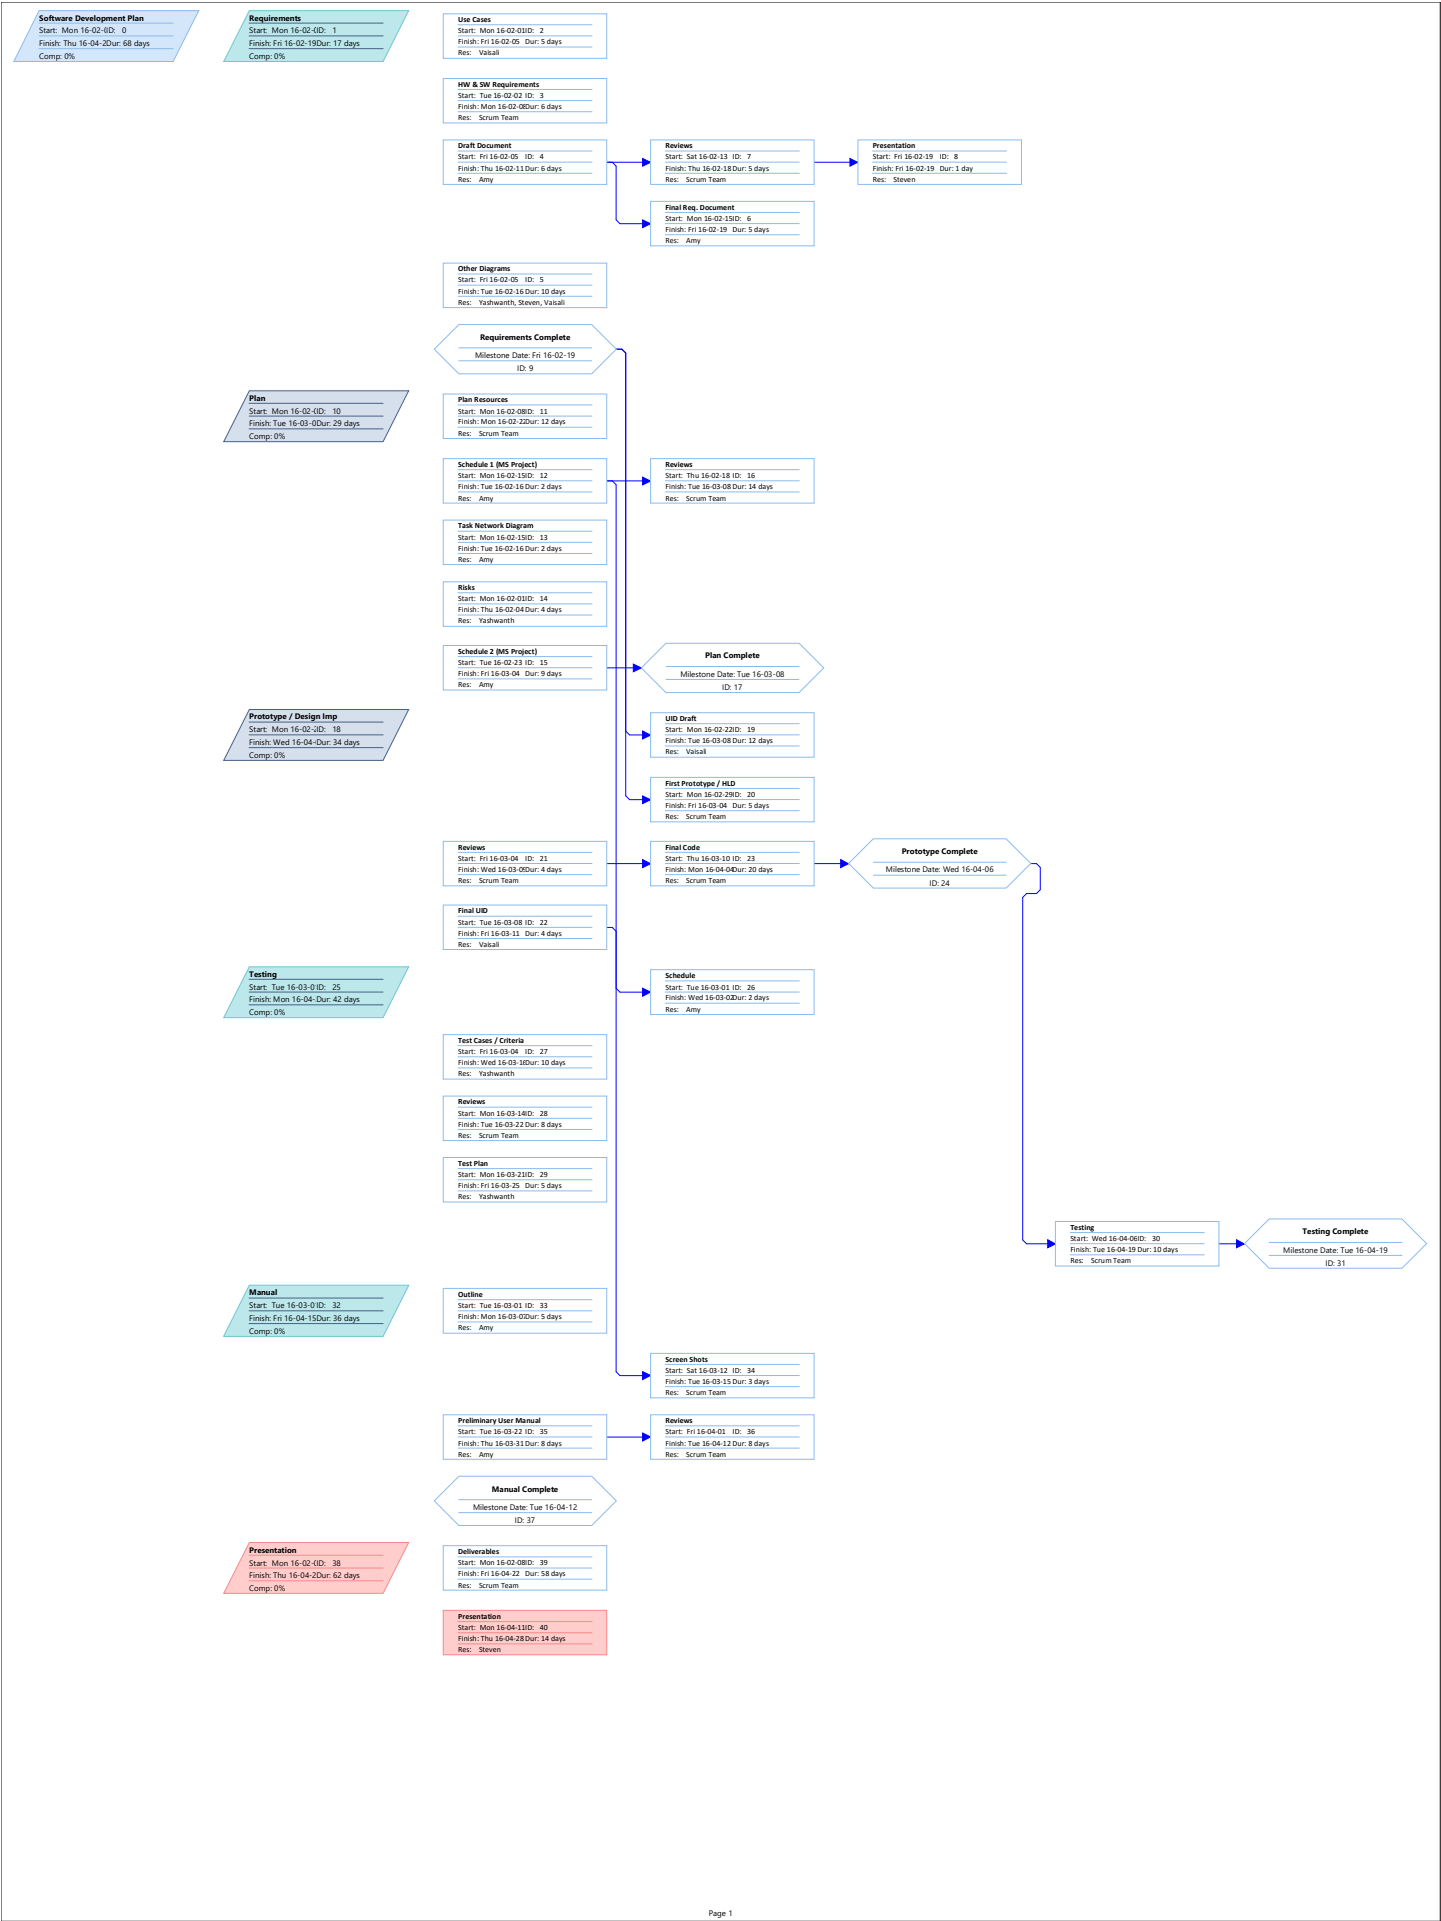 Software Development Plan
Start: Mon 16-02-0 ID: 0
Finish: Thu 16-04-2 Dur: 68 days
Comp: 0%
Requirements
Start: Mon 16-02-0 ID: 1
Finish: Fri 16-02-19 Dur: 17 days
Comp: 0%
Use Cases
Start: Mon 16-02-01 ID: 2
Finish: Fri 16-02-05 Dur: 5 days
Res: Vaisali
HW & SW Requirements
Start: Tue 16-02-02 ID: 3
Finish: Mon 16-02-08 Dur: 6 days
Res: Scrum Team
Draft Document
Start: Fri 16-02-05 ID: 4
Finish: Thu 16-02-11 Dur: 6 days
Res: Amy
Reviews
Start: Sat 16-02-13 ID: 7
Finish: Thu 16-02-18 Dur: 5 days
Res: Scrum Team
Presentation
Start: Fri 16-02-19 ID: 8
Finish: Fri 16-02-19 Dur: 1 day
Res: Steven
Final Req. Document
Start: Mon 16-02-15 ID: 6
Finish: Fri 16-02-19 Dur: 5 days
Res: Amy
Other Diagrams
Start: Fri 16-02-05 ID: 5
Finish: Tue 16-02-16 Dur: 10 days
Res: Yashwanth, Steven, Vaisali
Requirements Complete
Milestone Date: Fri 16-02-19
ID: 9
Plan
Start: Mon 16-02-0 ID: 10
Finish: Tue 16-03-0 Dur: 29 days
Comp: 0%
Plan Resources
Start: Mon 16-02-08 ID: 11
Finish: Mon 16-02-22 Dur: 12 days
Res: Scrum Team
Schedule 1 (MS Project)
Start: Mon 16-02-15 ID: 12
Finish: Tue 16-02-16 Dur: 2 days
Res: Amy
Reviews
Start: Thu 16-02-18 ID: 16
Finish: Tue 16-03-08 Dur: 14 days
Res: Scrum Team
Task Network Diagram
Start: Mon 16-02-15 ID: 13
Finish: Tue 16-02-16 Dur: 2 days
Res: Amy
Risks
Start: Mon 16-02-01 ID: 14
Finish: Thu 16-02-04 Dur: 4 days
Res: Yashwanth
Schedule 2 (MS Project)
Start: Tue 16-02-23 ID: 15
Finish: Fri 16-03-04 Dur: 9 days
Res: Amy
Plan Complete
Milestone Date: Tue 16-03-08
ID: 17
Prototype / Design Imp
Start: Mon 16-02-2 ID: 18
Finish: Wed 16-04- Dur: 34 days
Comp: 0%
UID Draft
Start: Mon 16-02-22 ID: 19
Finish: Tue 16-03-08 Dur: 12 days
Res: Vaisali
First Prototype / HLD
Start: Mon 16-02-29 ID: 20
Finish: Fri 16-03-04 Dur: 5 days
Res: Scrum Team
Reviews
Start: Fri 16-03-04 ID: 21
Finish: Wed 16-03-09 Dur: 4 days
Res: Scrum Team
Final Code
Start: Thu 16-03-10 ID: 23
Finish: Mon 16-04-04 Dur: 20 days
Res: Scrum Team
Prototype Complete
Milestone Date: Wed 16-04-06
ID: 24
Final UID
Start: Tue 16-03-08 ID: 22
Finish: Fri 16-03-11 Dur: 4 days
Res: Vaisali
Testing
Start: Tue 16-03-0 ID: 25
Finish: Mon 16-04- Dur: 42 days
Comp: 0%
Schedule
Start: Tue 16-03-01 ID: 26
Finish: Wed 16-03-02 Dur: 2 days
Res: Amy
Test Cases / Criteria
Start: Fri 16-03-04 ID: 27
Finish: Wed 16-03-16 Dur: 10 days
Res: Yashwanth
Reviews
Start: Mon 16-03-14 ID: 28
Finish: Tue 16-03-22 Dur: 8 days
Res: Scrum Team
Test Plan
Start: Mon 16-03-21 ID: 29
Finish: Fri 16-03-25 Dur: 5 days
Res: Yashwanth
Testing
Start: Wed 16-04-06 ID: 30
Finish: Tue 16-04-19 Dur: 10 days
Res: Scrum Team
Testing Complete
Milestone Date: Tue 16-04-19
ID: 31
Manual
Start: Tue 16-03-0 ID: 32
Finish: Fri 16-04-15 Dur: 36 days
Comp: 0%
Outline
Start: Tue 16-03-01 ID: 33
Finish: Mon 16-03-07 Dur: 5 days
Res: Amy
Screen Shots
Start: Sat 16-03-12 ID: 34
Finish: Tue 16-03-15 Dur: 3 days
Res: Scrum Team
Preliminary User Manual
Start: Tue 16-03-22 ID: 35
Finish: Thu 16-03-31 Dur: 8 days
Res: Amy
Reviews
Start: Fri 16-04-01 ID: 36
Finish: Tue 16-04-12 Dur: 8 days
Res: Scrum Team
Manual Complete
Milestone Date: Tue 16-04-12
ID: 37
Presentation
Start: Mon 16-02-0 ID: 38
Finish: Thu 16-04-2 Dur: 62 days
Comp: 0%
Deliverables
Start: Mon 16-02-08 ID: 39
Finish: Fri 16-04-22 Dur: 58 days
Res: Scrum Team
Presentation
Start: Mon 16-04-11 ID: 40
Finish: Thu 16-04-28 Dur: 14 days
Res: Steven
Page 1